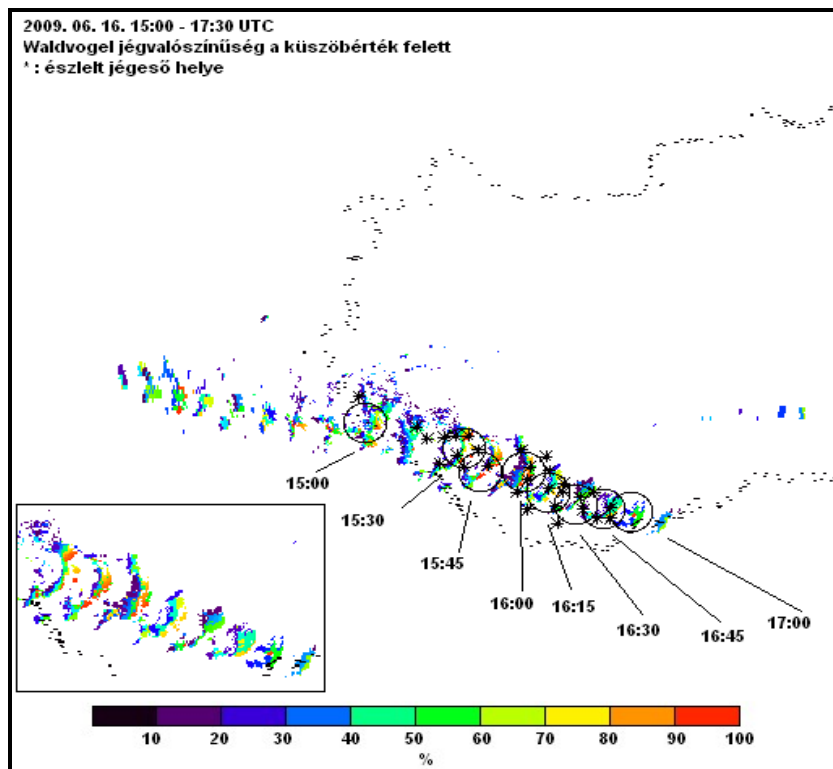 2009. 06. 16. 15:00 - 17:30 UTC
Waldvogel jégvalószínűség a küszöbérték felett
* : észlelt jégeső helye
15:00
15:30
15:45
16:00
16:15
16:30
16:45
17:00
10 20 30 40 50 60 70 80 90 100
%